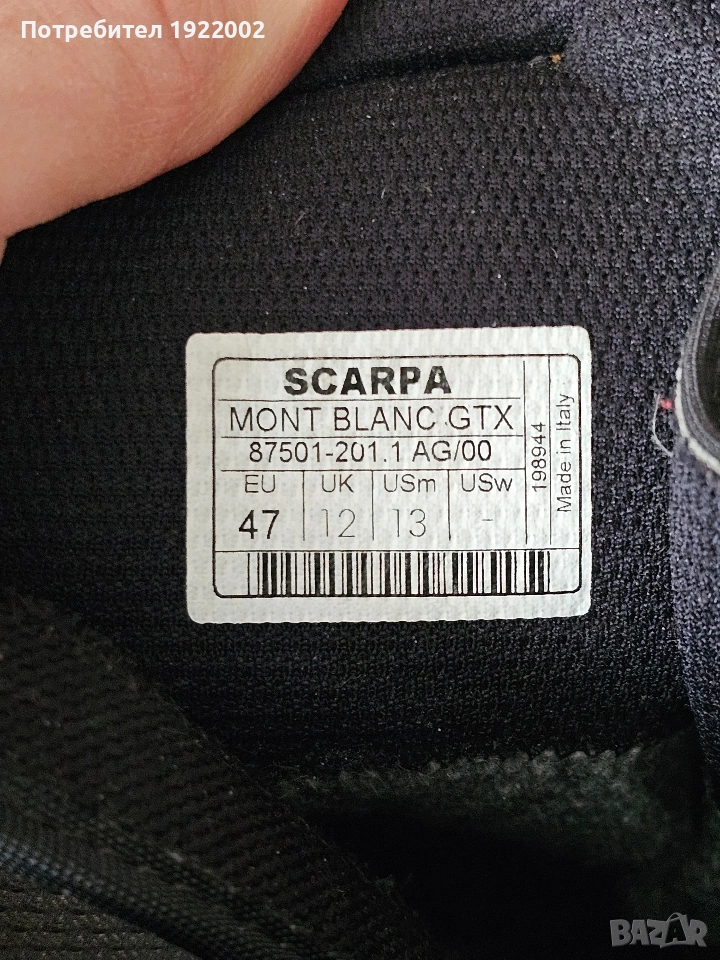 Потребител 1922002
SCARPA
MONT BLANC GTX
87501-201.1 AG/00
EU UK USm USw
47 12 13 -
198944
Made in Italy
BAZAR